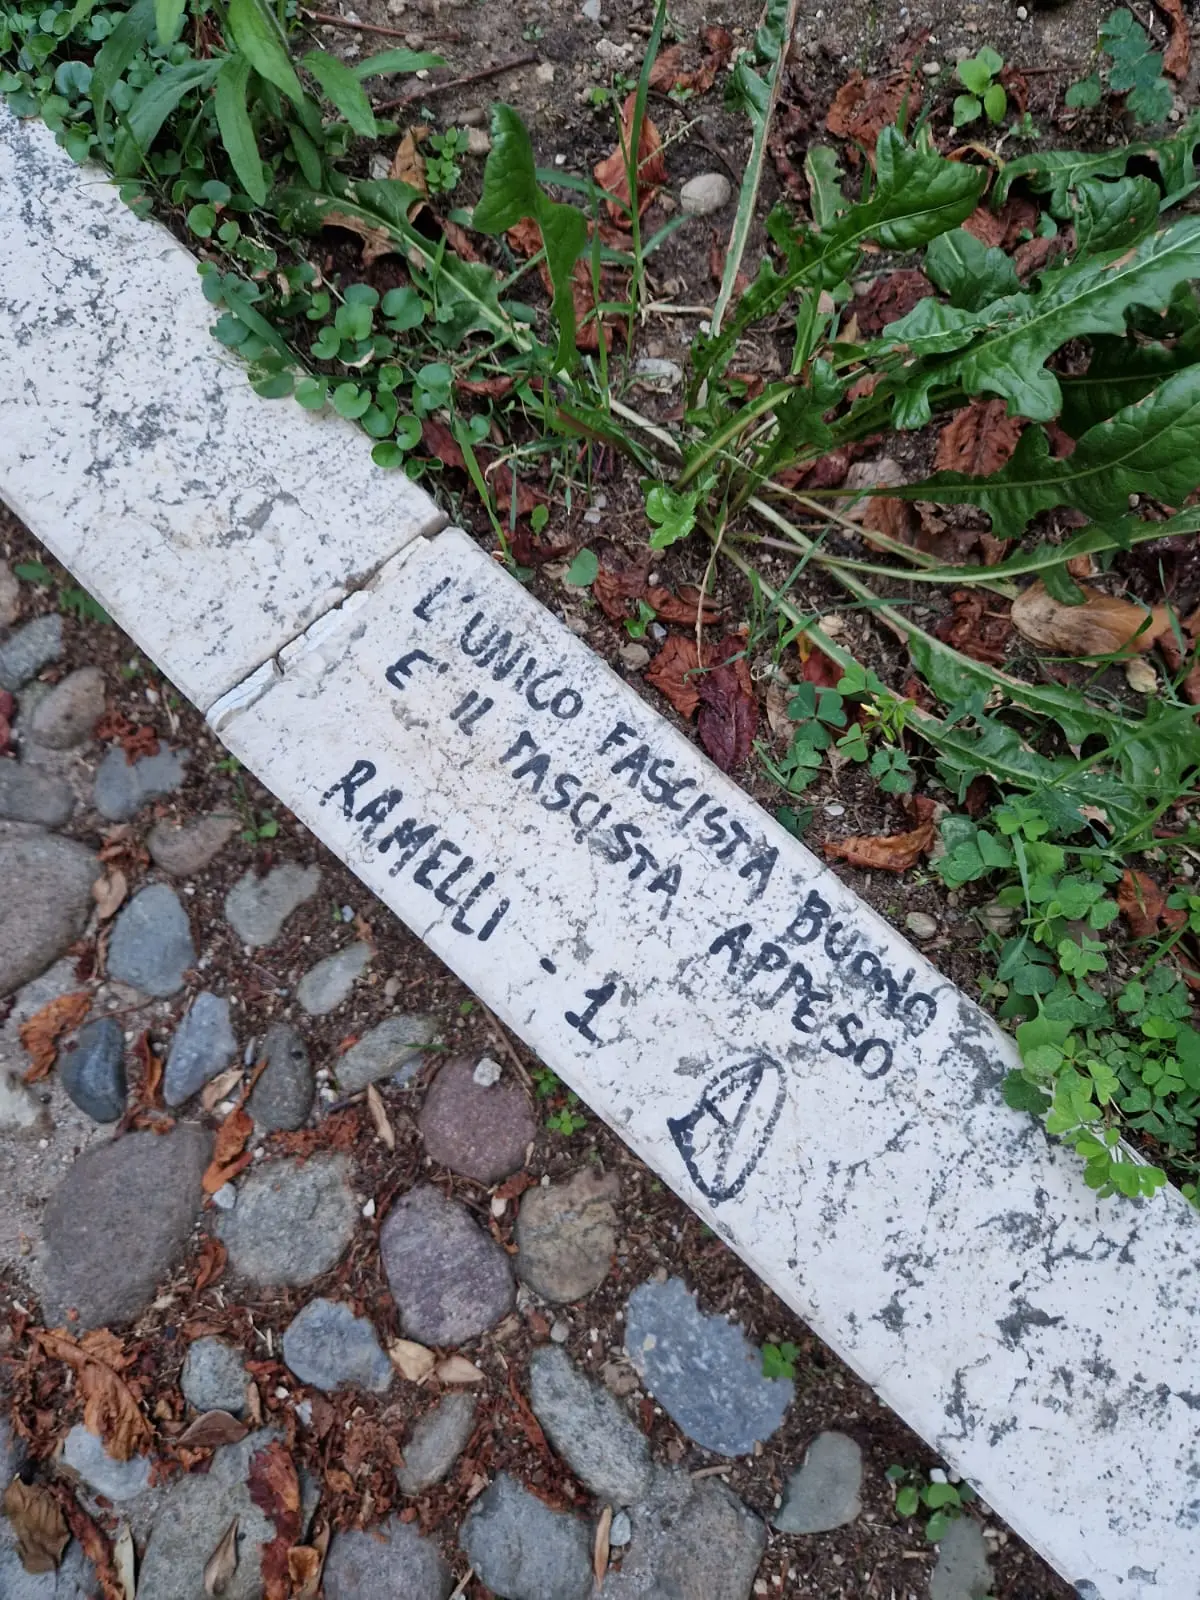 L'UNICO FASCISTA BUONO
E' IL FASCISTA APPESO
RAMELLI - 1 Ⓐ